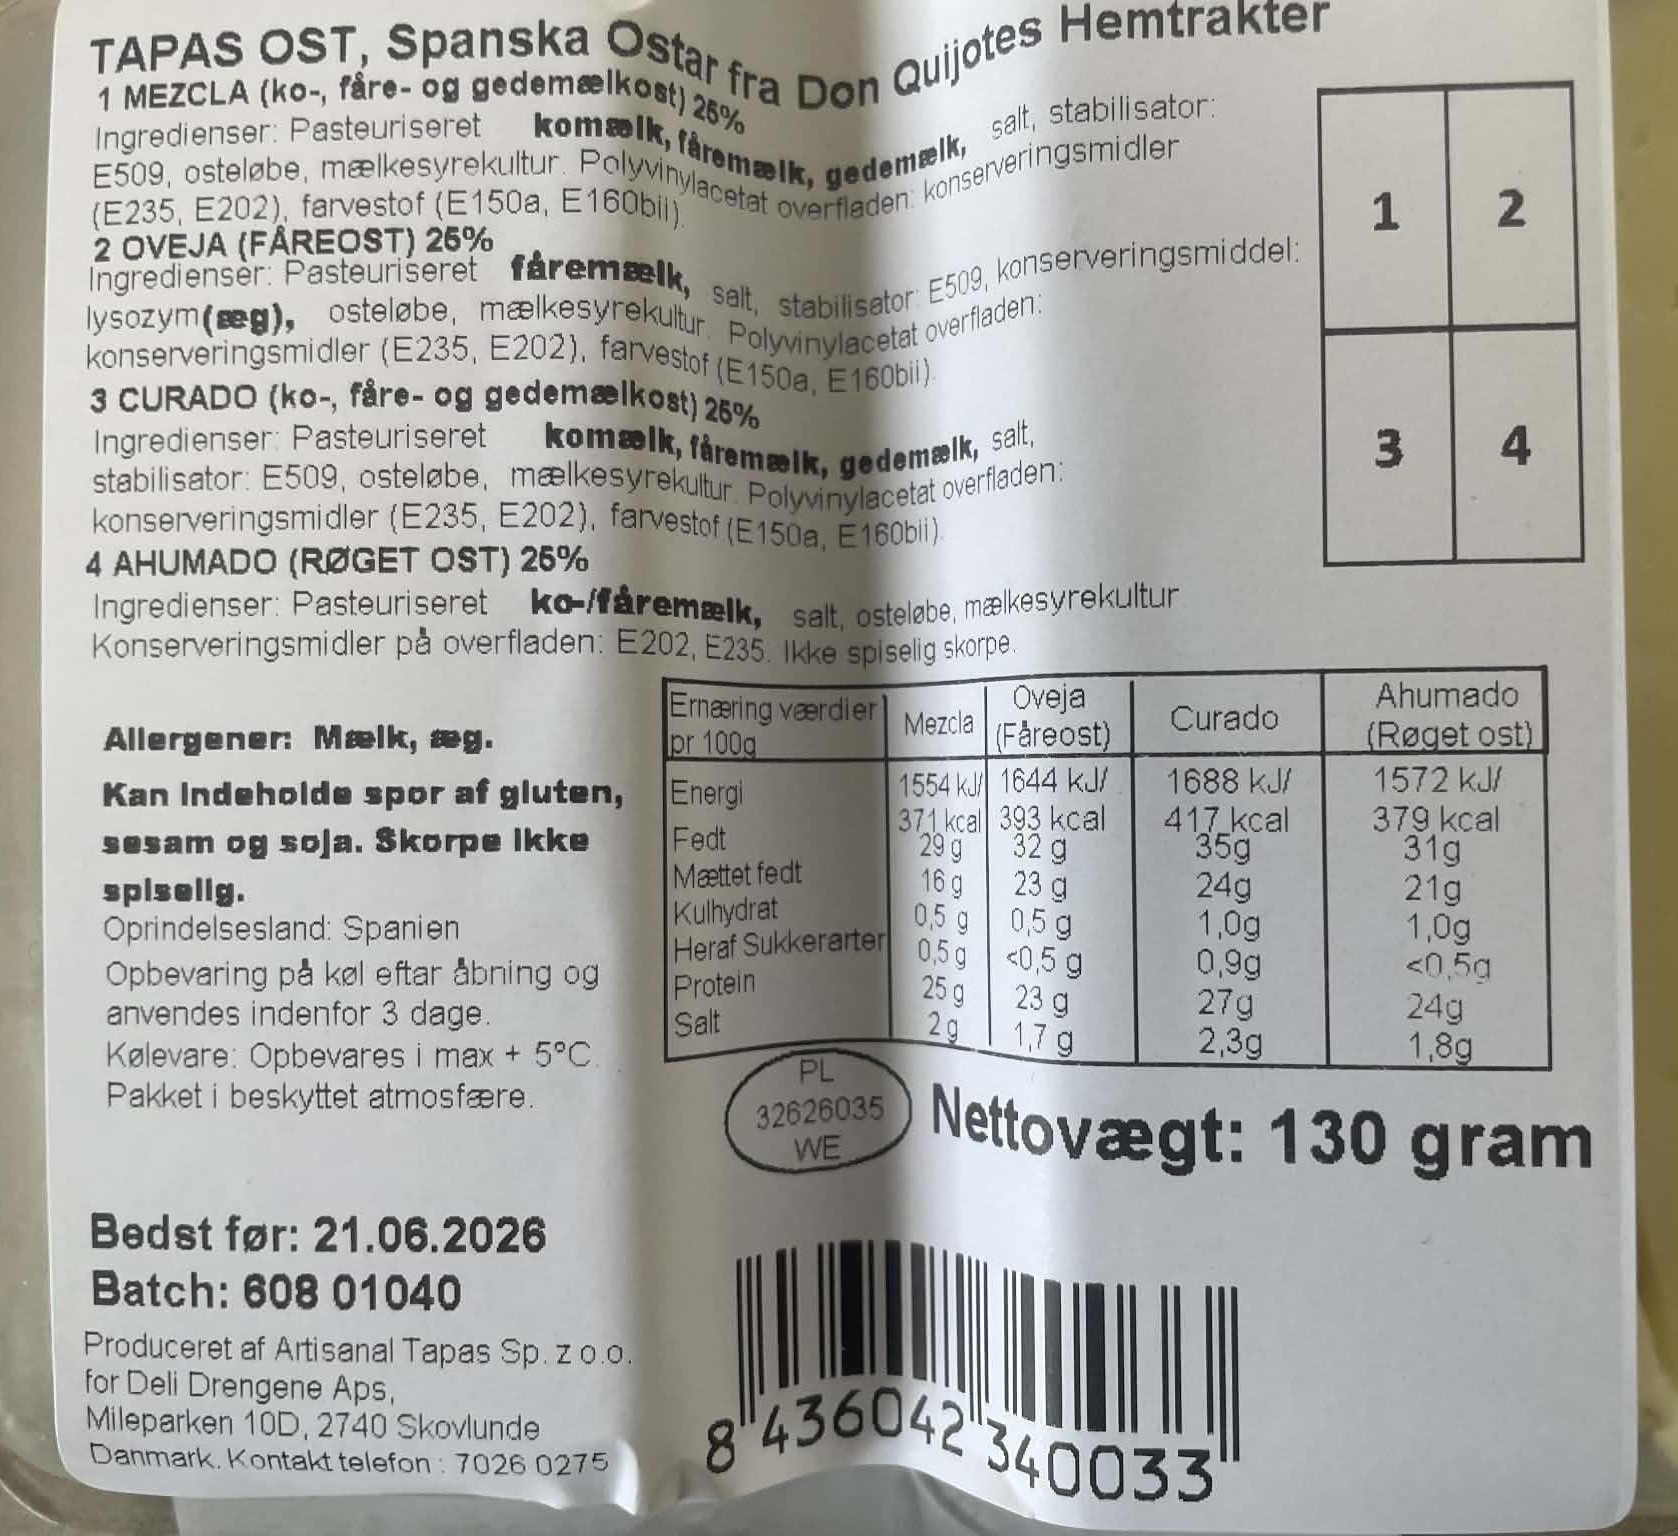 TAPAS OST, Spanska Ostar fra Don Quijotes Hemtrakter
1 MEZCLA (ko-, fåre- og gedemælkost) 25%
Ingredienser: Pasteuriseret komælk, fåremælk, gedemælk, salt, stabilisator:
E509, osteløbe, mælkesyrekultur. Polyvinylacetat overfladen: konserveringsmidler
(E235, E202), farvestof (E150a, E160bii).
2 OVEJA (FÅREOST) 25%
Ingredienser: Pasteuriseret fåremælk, salt, stabilisator: E509, konserveringsmiddel:
lysozym(æg), osteløbe, mælkesyrekultur. Polyvinylacetat overfladen:
konserveringsmidler (E235, E202), farvestof (E150a, E160bii).
3 CURADO (ko-, fåre- og gedemælkost) 25%
Ingredienser: Pasteuriseret komælk, fåremælk, gedemælk, salt,
stabilisator: E509, osteløbe, mælkesyrekultur. Polyvinylacetat overfladen:
konserveringsmidler (E235, E202), farvestof (E150a, E160bii).
4 AHUMADO (RØGET OST) 25%
Ingredienser: Pasteuriseret ko-/fåremælk, salt, osteløbe, mælkesyrekultur
Konserveringsmidler på overfladen: E202, E235. Ikke spiselig skorpe.
1 2
3 4
Allergener: Mælk, æg.
Kan Indeholde spor af gluten,
sesam og soja. Skorpe Ikke
spiselig.
Oprindelsesland: Spanien
Opbevaring på køl eftar åbning og
anvendes indenfor 3 dage.
Kølevare: Opbevares i max + 5°C.
Pakket i beskyttet atmosfære.
Ernæring værdier pr 100g Mezcla Oveja (Fåreost) Curado Ahumado (Røget ost)
Energi 1554 kJ/ 1644 kJ/ 1688 kJ/ 1572 kJ/
371 kcal 393 kcal 417 kcal 379 kcal
Fedt 29 g 32 g 35g 31g
Mættet fedt 16 g 23 g 24g 21g
Kulhydrat 0,5 g 0,5 g 1,0g 1,0g
Heraf Sukkerarter 0,5 g <0,5 g 0,9g <0,5g
Protein 25 g 23 g 27g 24g
Salt 2 g 1,7 g 2,3g 1,8g
PL
32626035
WE
Nettovægt: 130 gram
Bedst før: 21.06.2026
Batch: 608 01040
Produceret af Artisanal Tapas Sp. z o.o.
for Deli Drengene Aps,
Mileparken 10D, 2740 Skovlunde
Danmark. Kontakt telefon : 7026 0275
8 436042 340033